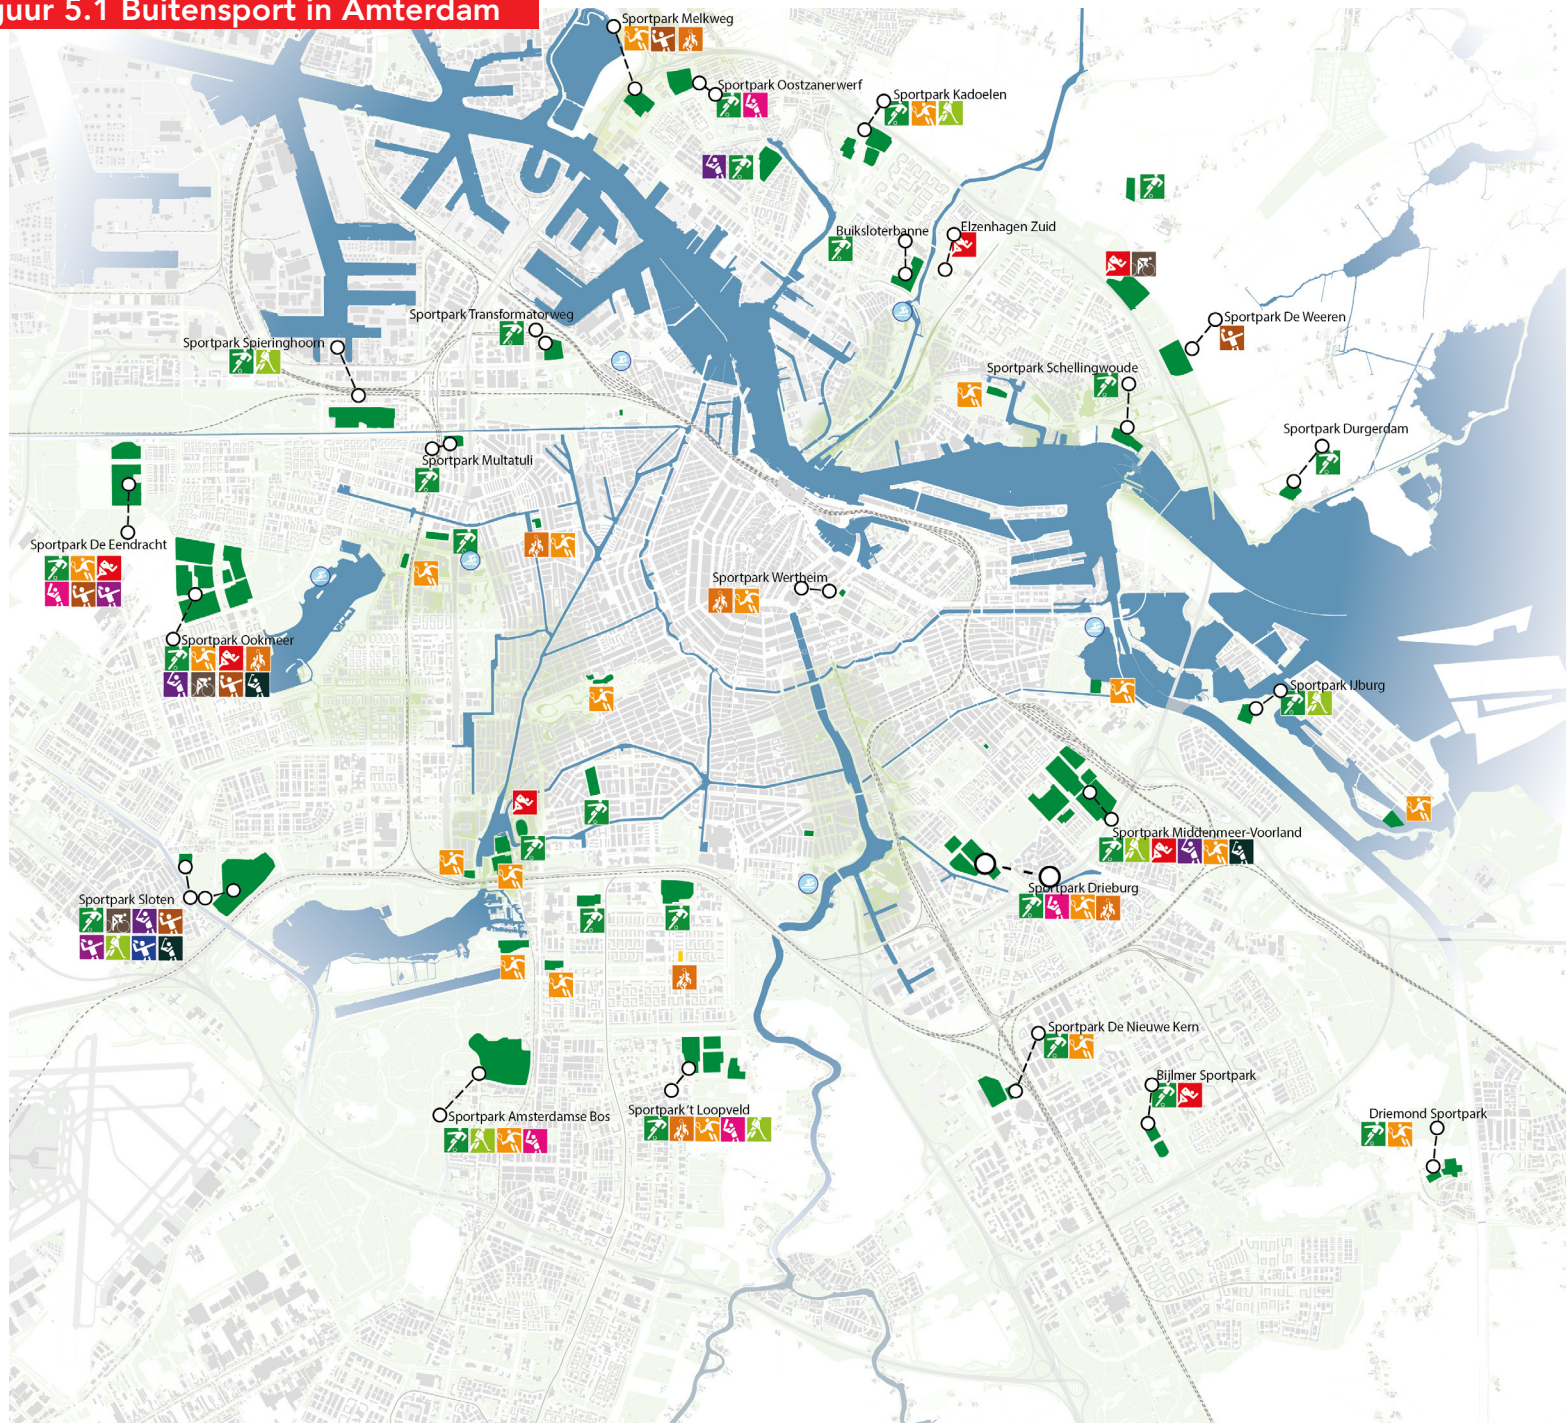 guur 5.1 Buitensport in Amterdam
Sportpark Melkweg
Sportpark Oostzanerwerf
Sportpark Kadoelen
Buiksloterbanne
Elzenhagen Zuid
Sportpark Transformatorweg
Sportpark De Weeren
Sportpark Spieringhoorn
Sportpark Schellingwoude
Sportpark Durgerdam
Sportpark Multatuli
Sportpark De Eendracht
Sportpark Wertheim
Sportpark Ookmeer
Sportpark IJburg
Sportpark Middenmeer-Voorland
Sportpark Drieburg
Sportpark Sloten
Sportpark De Nieuwe Kern
Bijlmer Sportpark
Sportpark Amsterdamse Bos
Sportpark 't Loopveld
Driemond Sportpark